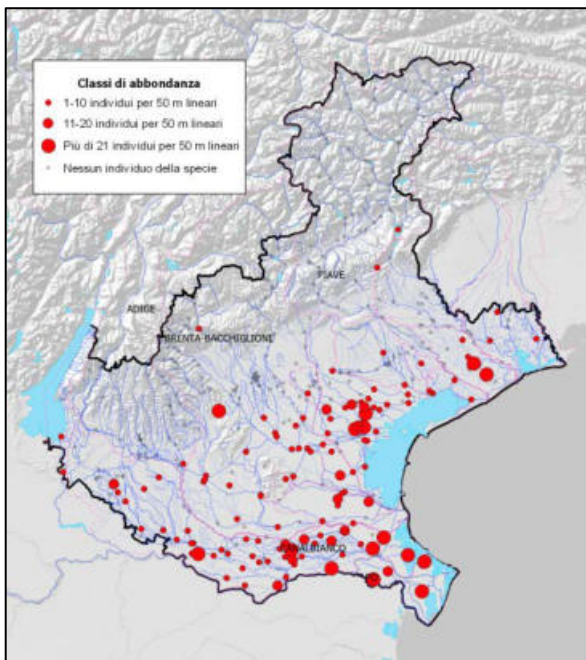 Classi di abbondanza
1-10 individui per 50 m lineari
11-20 individui per 50 m lineari
Più di 21 individui per 50 m lineari
Nessun individuo della specie
PIAVE
ADIGE
BRENTA-BACCHIGLIONE